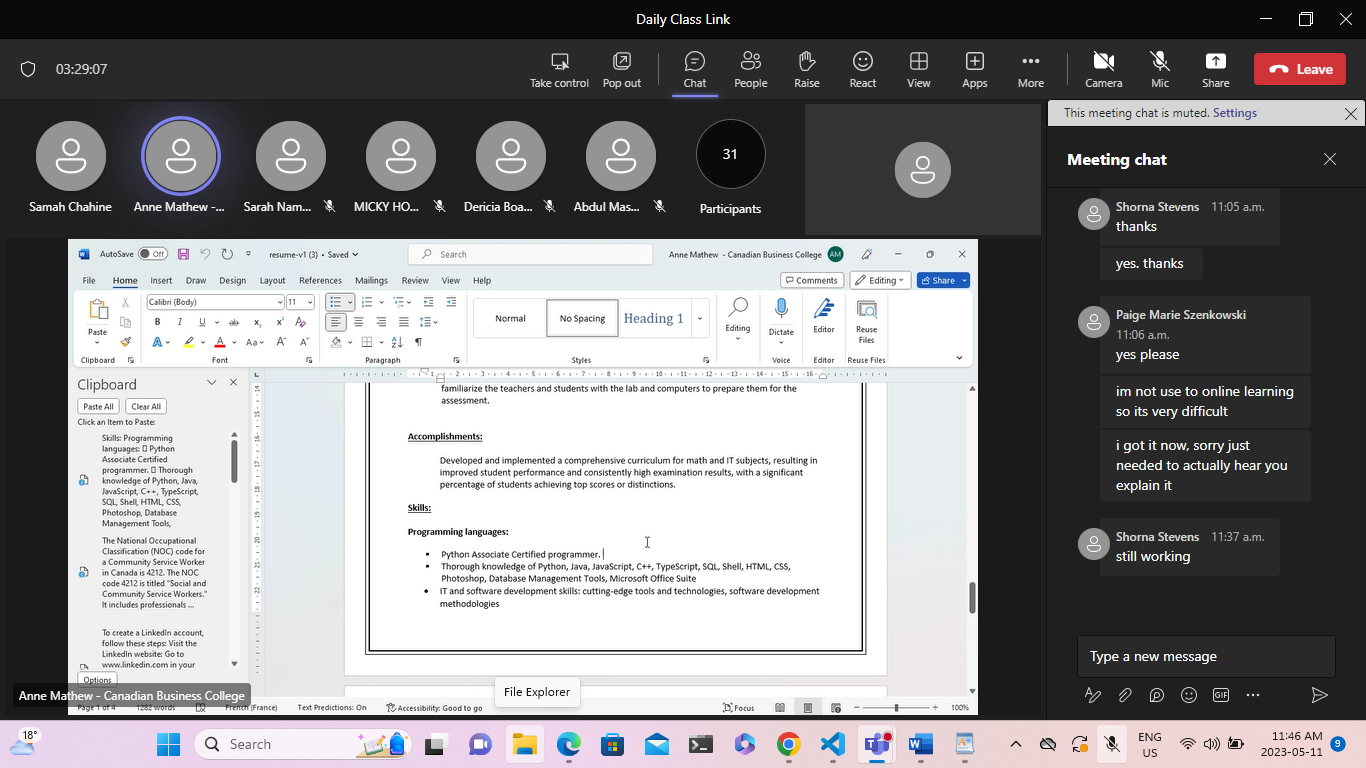 Daily Class Link
03:29:07
Take control
Pop out
Chat
People
Raise
React
View
Apps
More
Camera
Mic
Share
Leave
Samah Chahine
Anne Mathew -...
Sarah Nam...
MICKY HO...
Dericia Boa...
Abdul Mas...
31
Participants
This meeting chat is muted. Settings
Meeting chat
Shorna Stevens 11:05 a.m.
thanks
yes. thanks
Paige Marie Szenkowski
11:06 a.m.
yes please
im not use to online learning
so its very difficult
i got it now, sorry just
needed to actually hear you
explain it
Shorna Stevens 11:37 a.m.
still working
Type a new message
AutoSave Off
resume-v1 (3) • Saved
Search
Anne Mathew - Canadian Business College AM
File Home Insert Draw Design Layout References Mailings Review View Help
Comments
Editing
Share
Paste
Clipboard
Calibri (Body) 11
Font
Paragraph
Normal
No Spacing
Heading 1
Styles
Editing
Dictate
Voice
Editor
Editor
Reuse
Files
Reuse Files
Clipboard
Paste All Clear All
Click an Item to Paste:
Skills: Programming
languages: Python
Associate Certified
programmer. Thorough
knowledge of Python, Java,
JavaScript, C++, TypeScript,
SQL, Shell, HTML, CSS,
Photoshop, Database
Management Tools,
The National Occupational
Classification (NOC) code for
a Community Service Worker
in Canada is 4212. The NOC
code 4212 is titled "Social and
Community Service Workers."
It includes professionals ...
To create a LinkedIn account,
follow these steps: Visit the
LinkedIn website: Go to
www.linkedin.com in your
Options
familiarize the teachers and students with the lab and computers to prepare them for the
assessment.
Accomplishments:
Developed and implemented a comprehensive curriculum for math and IT subjects, resulting in
improved student performance and consistently high examination results, with a significant
percentage of students achieving top scores or distinctions.
Skills:
Programming languages:
• Python Associate Certified programmer.
• Thorough knowledge of Python, Java, JavaScript, C++, TypeScript, SQL, Shell, HTML, CSS,
Photoshop, Database Management Tools, Microsoft Office Suite
• IT and software development skills: cutting-edge tools and technologies, software development
methodologies
Anne Mathew - Canadian Business College
File Explorer
Page 1 of 4 1282 words French (France) Text Predictions: On Accessibility: Good to go
Focus
100%
18°
Search
ENG
US
11:46 AM
2023-05-11
9